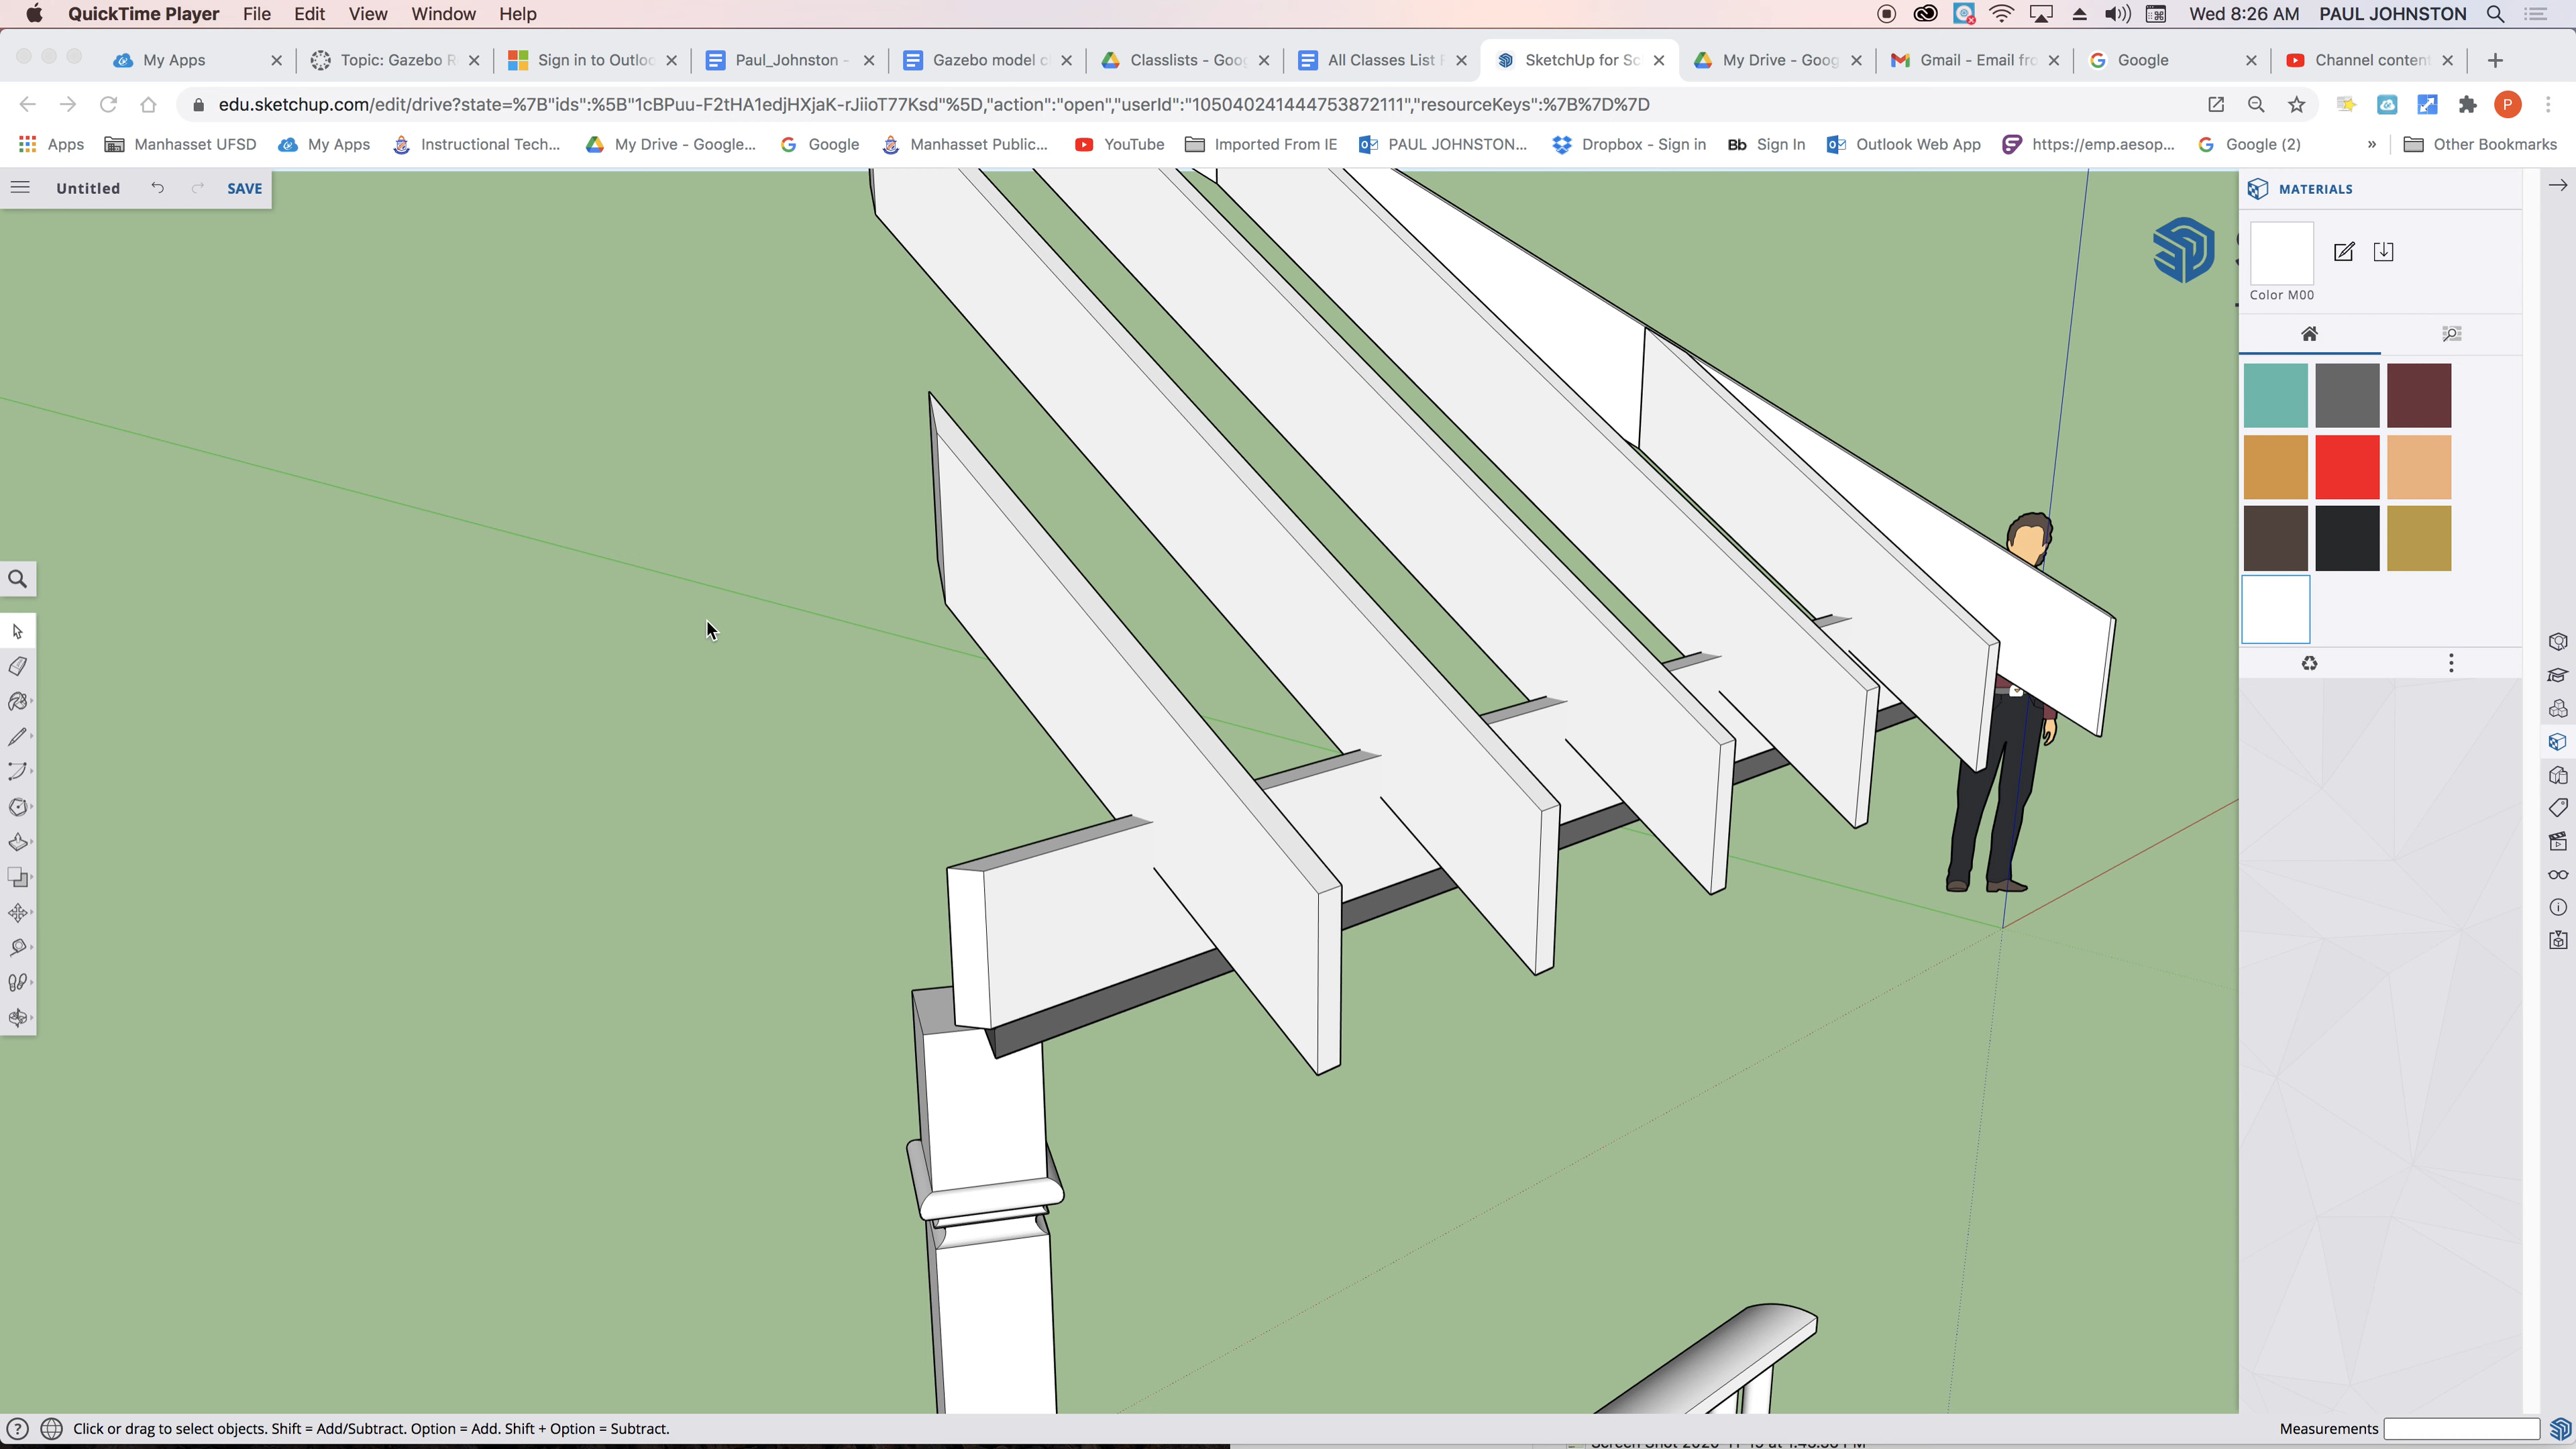 QuickTime Player File Edit View Window Help Wed 8:26 AM PAUL JOHNSTON
My Apps Topic: Gazebo R Sign in to Outloo Paul_Johnston - Gazebo model c Classlists - Goog All Classes List F SketchUp for Sc My Drive - Goog Gmail - Email fro Google Channel content
edu.sketchup.com/edit/drive?state=%7B"ids":%5B"1cBPuu-F2tHA1edjHXjaK-rJiioT77Ksd"%5D,"action":"open","userId":"105040241444753872111","resourceKeys":%7B%7D%7D P
Apps Manhasset UFSD My Apps Instructional Tech... My Drive - Google... Google Manhasset Public... YouTube Imported From IE PAUL JOHNSTON... Dropbox - Sign in Bb Sign In Outlook Web App https://emp.aesop... Google (2) » Other Bookmarks
Untitled SAVE
MATERIALS
Color M00
Click or drag to select objects. Shift = Add/Subtract. Option = Add. Shift + Option = Subtract.
Measurements